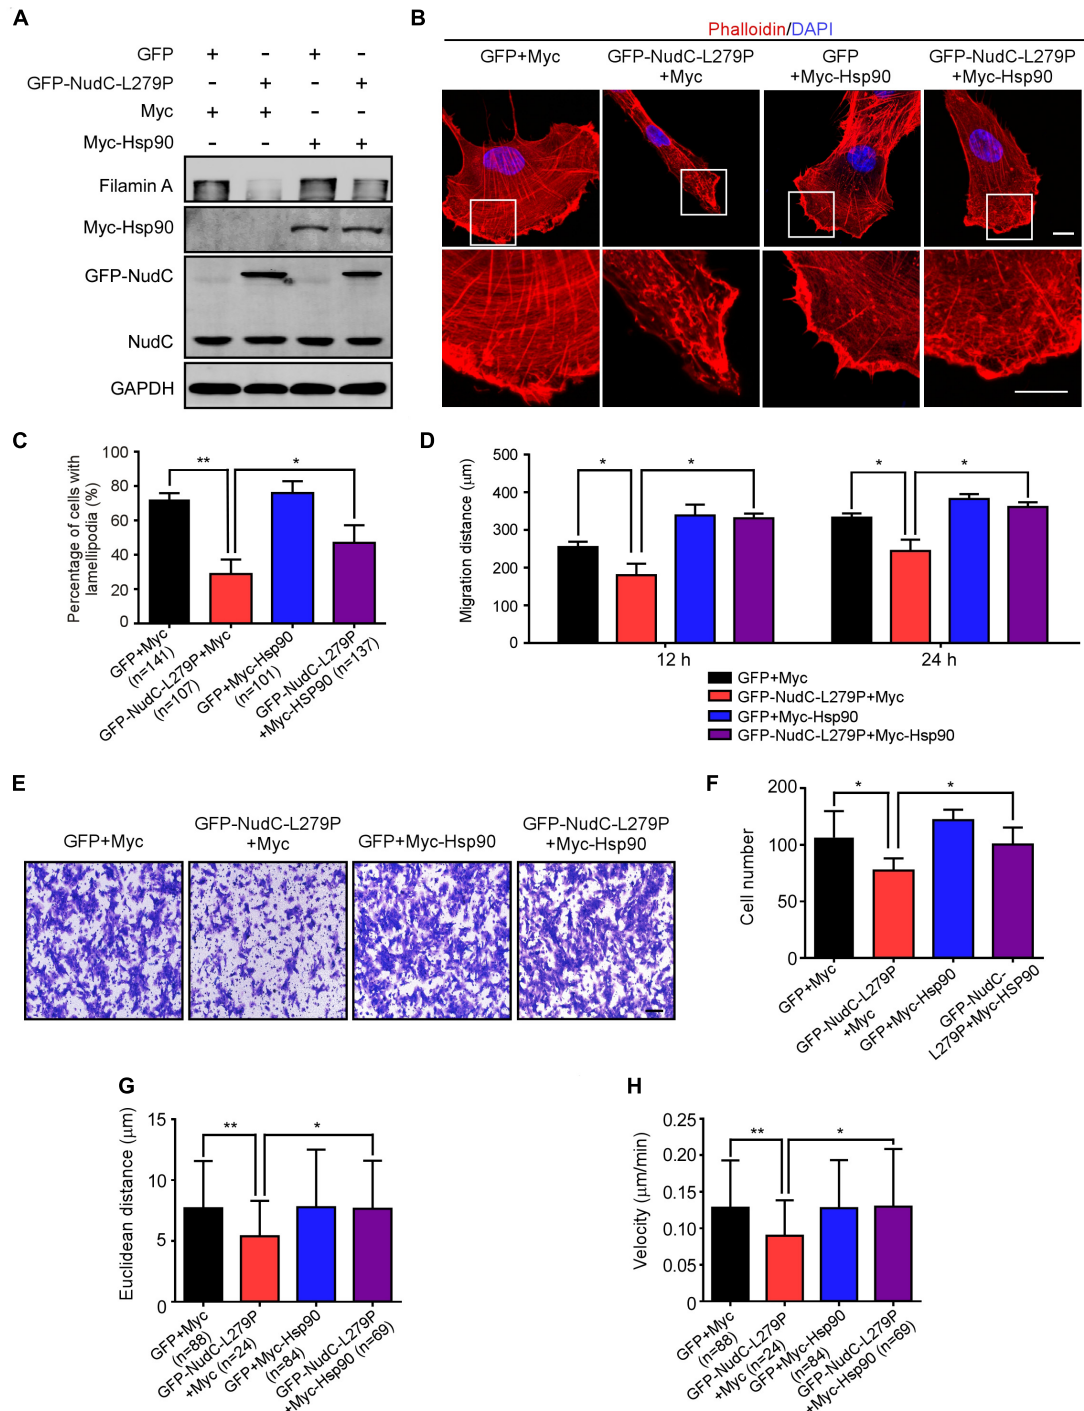 A
GFP + - + -
GFP-NudC-L279P - + - +
Myc + + - -
Myc-Hsp90 - - + +
Filamin A
Myc-Hsp90
GFP-NudC
NudC
GAPDH
B
Phalloidin/DAPI
GFP+Myc
GFP-NudC-L279P
+Myc
GFP
+Myc-Hsp90
GFP-NudC-L279P
+Myc-Hsp90
C
Percentage of cells with
lamellipodia (%)
100
80
60
40
20
0
**
*
GFP+Myc
(n=141)
GFP-NudC-L279P+Myc
(n=107)
GFP+Myc-Hsp90
(n=101)
GFP-NudC-L279P
+Myc-HSP90 (n=137)
D
Migration distance (μm)
500
400
300
200
100
0
*
*
*
*
12 h
24 h
GFP+Myc
GFP-NudC-L279P+Myc
GFP+Myc-Hsp90
GFP-NudC-L279P+Myc-Hsp90
E
GFP+Myc
GFP-NudC-L279P
+Myc
GFP+Myc-Hsp90
GFP-NudC-L279P
+Myc-Hsp90
F
Cell number
200
100
50
0
*
*
GFP+Myc
GFP-NudC-L279P
+Myc
GFP+Myc-Hsp90
GFP-NudC-
L279P+Myc-HSP90
G
Euclidean distance (μm)
15
10
5
0
**
*
GFP+Myc
(n=88)
GFP-NudC-L279P
+Myc (n=24)
GFP+Myc-Hsp90
(n=84)
GFP-NudC-L279P
+Myc-Hsp90 (n=69)
H
Velocity (μm/min)
0.25
0.20
0.15
0.10
0.05
0
**
*
GFP+Myc
(n=88)
GFP-NudC-L279P
+Myc (n=24)
GFP+Myc-Hsp90
(n=84)
GFP-NudC-L279P
+Myc-Hsp90 (n=69)